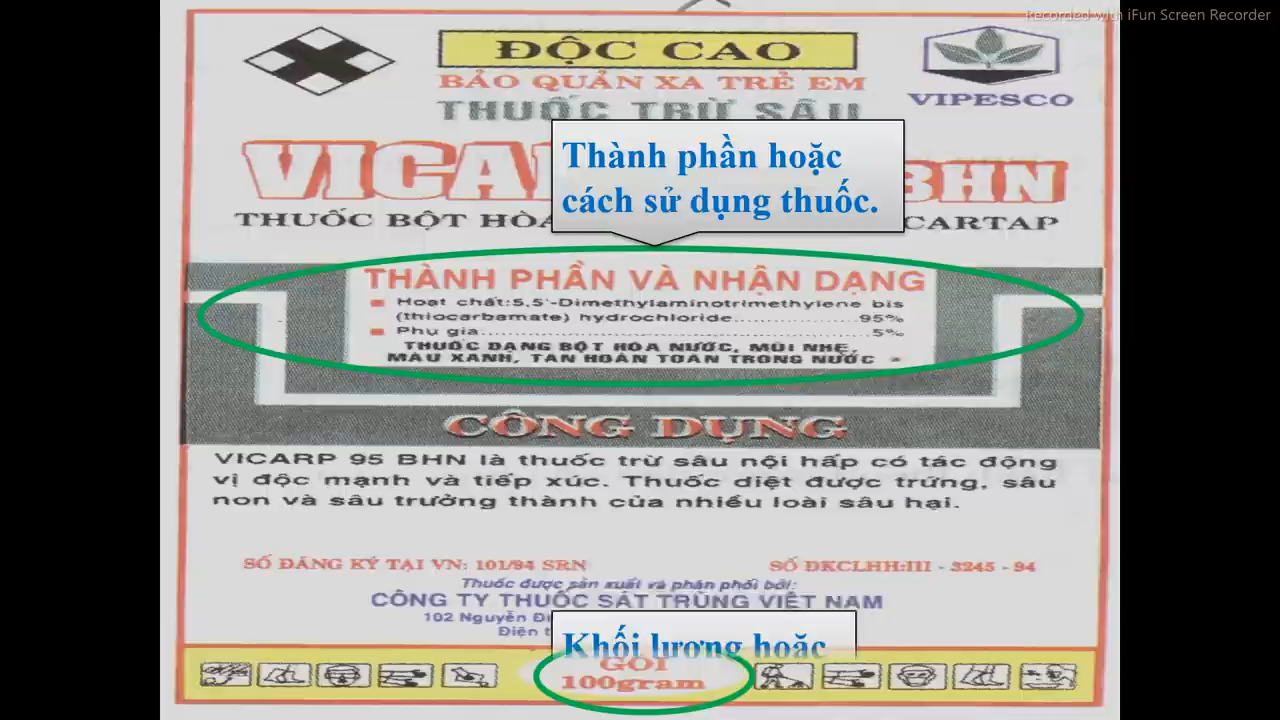 Recorded with iFun Screen Recorder
ĐỘC CAO
BẢO QUẢN XA TRẺ EM
VIPESCO
THUỐC TRỪ SÂU
Thành phần hoặc
cách sử dụng thuốc.
BHN
THUỐC BỘT CARTAP
THÀNH PHẦN VÀ NHẬN DẠNG
Hoạt chất:5,5'-Dimethylaminotrimethylene bis
(thiocarbamate) hydrochloride..............95%
Phụ gia..............5%
THUỐC DẠNG BỘT HÒA NƯỚC, MÙI NHẸ,
MÀU XANH, TAN HOÀN TOÀN TRONG NƯỚC
CÔNG DỤNG
VICARP 95 BHN là thuốc trừ sâu nội hấp có tác động
vị độc mạnh và tiếp xúc. Thuốc diệt được trứng, sâu
non và sâu trưởng thành của nhiều loài sâu hại.
SỐ ĐĂNG KÝ TẠI VN: 101/94 SRN SỐ ĐKCLHH:III - 3245 - 94
Thuốc được sản xuất và phân phối bởi:
CÔNG TY THUỐC SÁT TRÙNG VIỆT NAM
102 Nguyễn
Điện
Khối lượng hoặc
GÓI
100gram